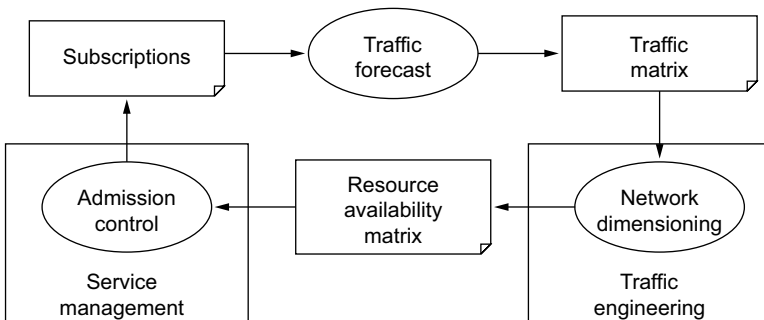 Subscriptions
Traffic
forecast
Traffic
matrix
Admission
control
Resource
availability
matrix
Network
dimensioning
Service
management
Traffic
engineering